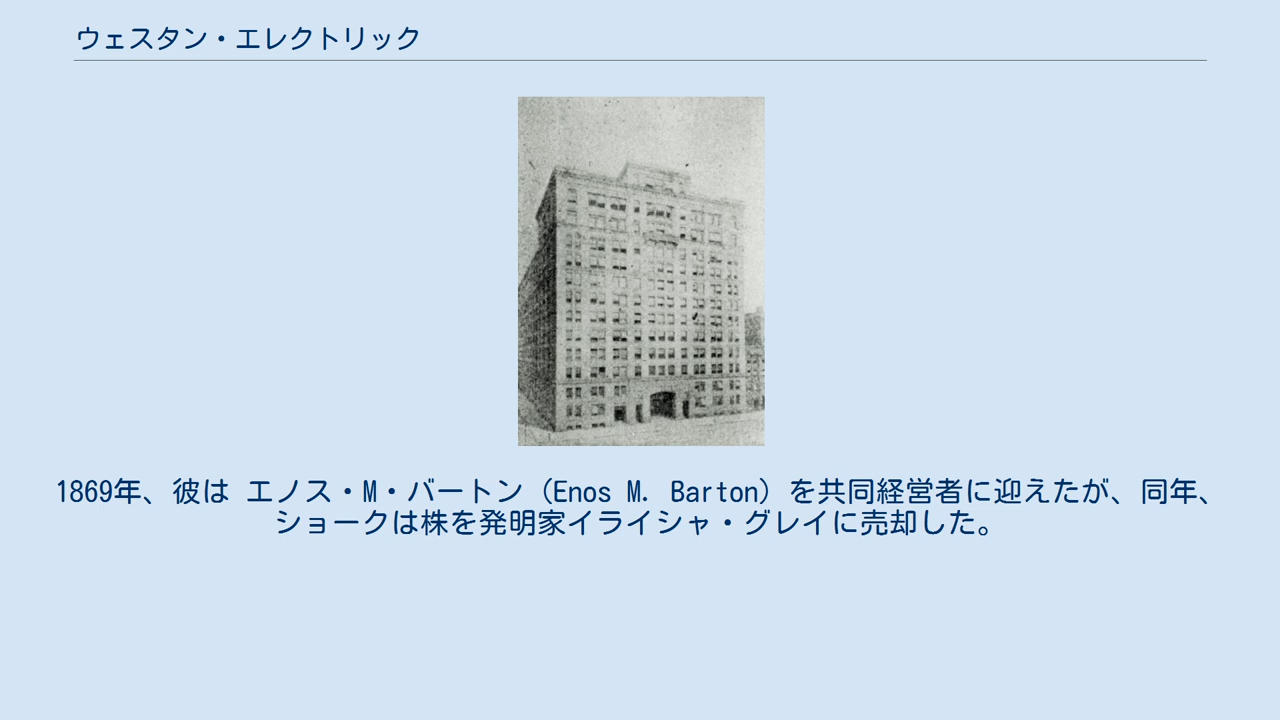 ウェスタン・エレクトリック
1869年、彼は エノス・M・バートン（Enos M. Barton）を共同経営者に迎えたが、同年、
ショークは株を発明家イライシャ・グレイに売却した。